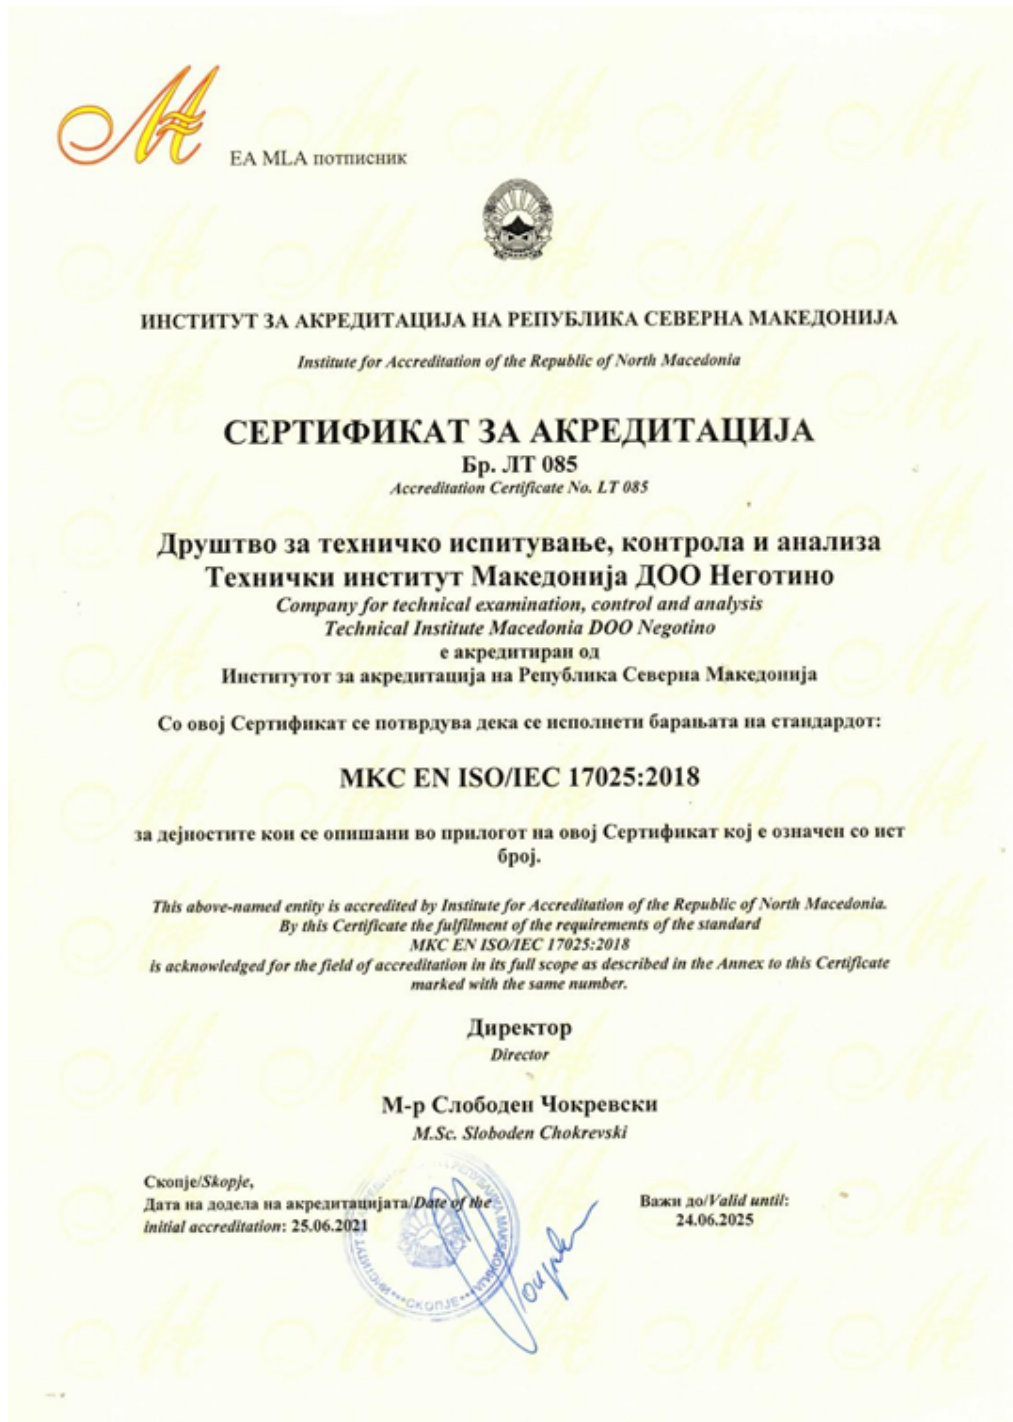 ЕА MLA потписник
ИНСТИТУТ ЗА АКРЕДИТАЦИЈА НА РЕПУБЛИКА СЕВЕРНА МАКЕДОНИЈА
Institute for Accreditation of the Republic of North Macedonia
СЕРТИФИКАТ ЗА АКРЕДИТАЦИЈА
Бр. ЛТ 085
Accreditation Certificate No. LT 085
Друштво за техничко испитување, контрола и анализа
Технички институт Македонија ДОО Неготино
Company for technical examination, control and analysis
Technical Institute Macedonia DOO Negotino
е акредитиран од
Институтот за акредитација на Република Северна Македонија
Со овој Сертификат се потврдува дека се исполнети барањата на стандардот:
МКС EN ISO/IEC 17025:2018
за дејностите кои се опишани во прилогот на овој Сертификат кој е означен со ист
број.
This above-named entity is accredited by Institute for Accreditation of the Republic of North Macedonia.
By this Certificate the fulfilment of the requirements of the standard
MKC EN ISO/IEC 17025:2018
is acknowledged for the field of accreditation in its full scope as described in the Annex to this Certificate
marked with the same number.
Директор
Director
М-р Слободен Чокревски
M.Sc. Sloboden Chokrevski
Скопје/Skopje,
Дата на додела на акредитацијата/Date of the
initial accreditation: 25.06.2021
Важи до/Valid until:
24.06.2025
СКОПЈЕ